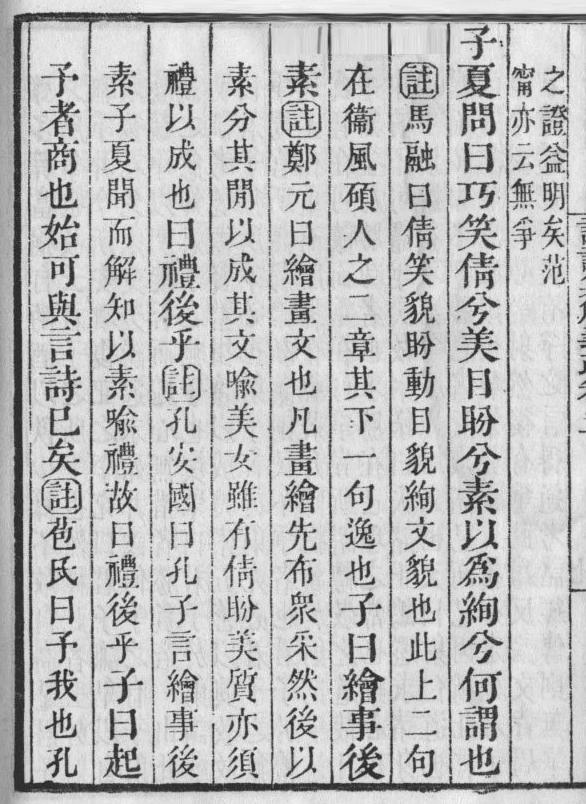 之證益明矣范
甯亦云無爭
子夏問曰巧笑倩兮美目盼兮素以為絢兮何謂也
註馬融曰倩笑貌盼動目貌絢文貌也此上二句
在衞風碩人之二章其下一句逸也子曰繪事後
素註鄭元曰繪畫文也凡畫繪先布衆采然後以
素分其閒以成其文喻美女雖有倩盼美質亦須
禮以成也曰禮後乎註孔安國曰孔子言繪事後
素子夏聞而解知以素喻禮故曰禮後乎子曰起
予者商也始可與言詩已矣註苞氏曰予我也孔